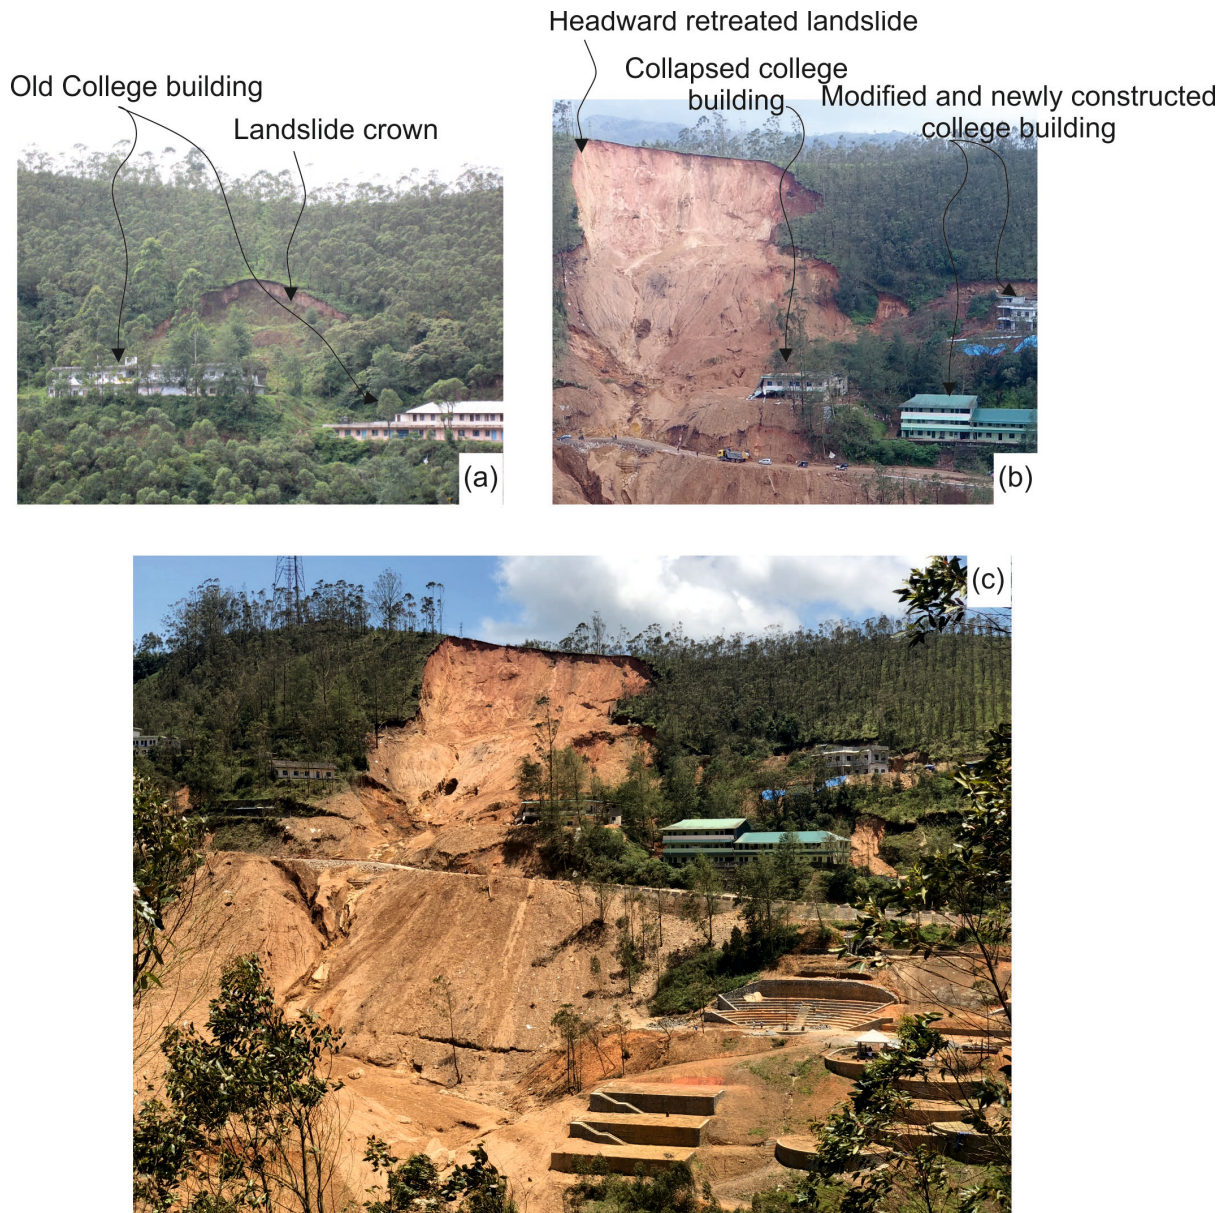 Headward retreated landslide
Old College building
Landslide crown
Collapsed college
building
Modified and newly constructed
college building
(a)
(b)
(c)